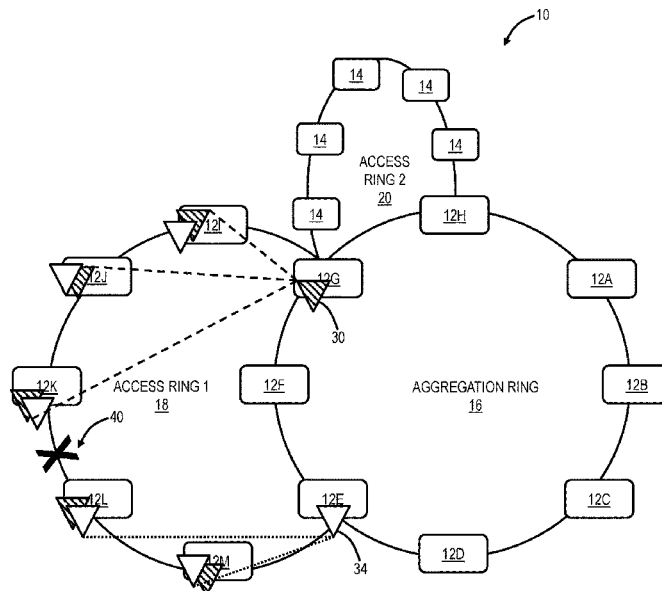 10
14
14
14
14
14
ACCESS
RING 2
20
12I
12H
12J
12G
12A
30
12K
ACCESS RING 1
18
12F
AGGREGATION RING
16
12B
40
12L
12E
12C
12M
12D
34